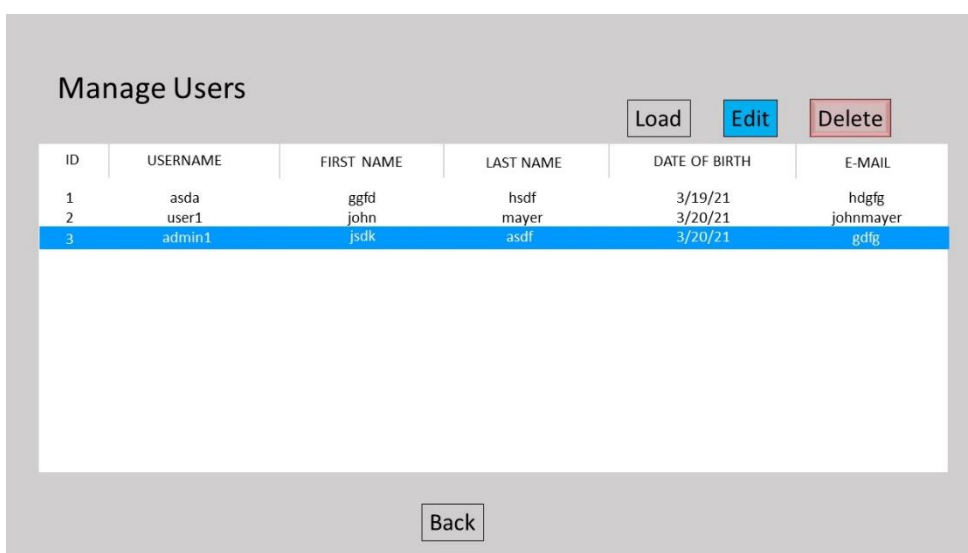 Manage Users
Load Edit Delete
ID USERNAME FIRST NAME LAST NAME DATE OF BIRTH E-MAIL
1 asda ggfd hsdf 3/19/21 hdgfg
2 user1 john mayer 3/20/21 johnmayer
3 admin1 jsdk asdf 3/20/21 gdfg
Back